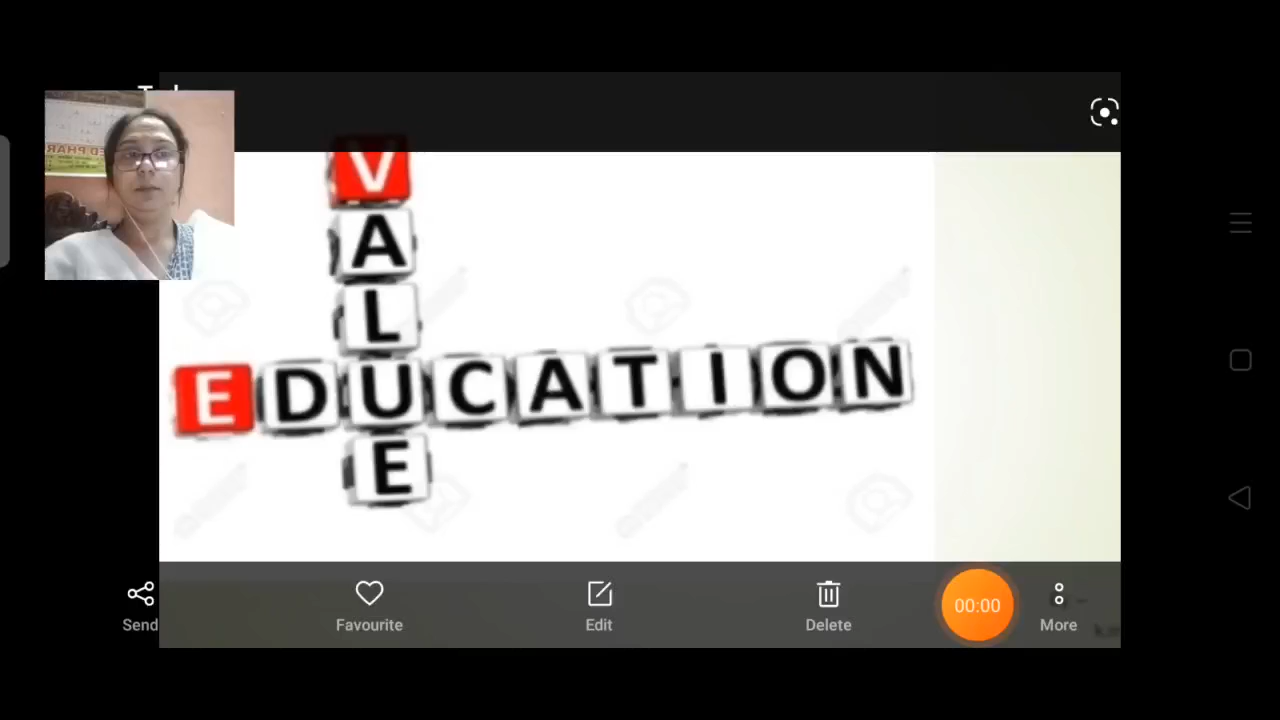 VALUE
EDUCATION
Send
Favourite
Edit
Delete
00:00
More